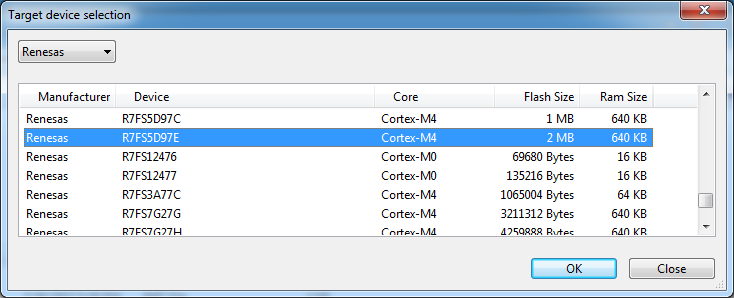 Target device selection
Renesas
Manufacturer Device Core Flash Size Ram Size
Renesas R7FS5D97C Cortex-M4 1 MB 640 KB
Renesas R7FS5D97E Cortex-M4 2 MB 640 KB
Renesas R7FS12476 Cortex-M0 69680 Bytes 16 KB
Renesas R7FS12477 Cortex-M0 135216 Bytes 16 KB
Renesas R7FS3A77C Cortex-M4 1065004 Bytes 64 KB
Renesas R7FS7G27G Cortex-M4 3211312 Bytes 640 KB
Renesas R7FS7G27H Cortex-M4 4259888 Bytes 640 KB
OK Close